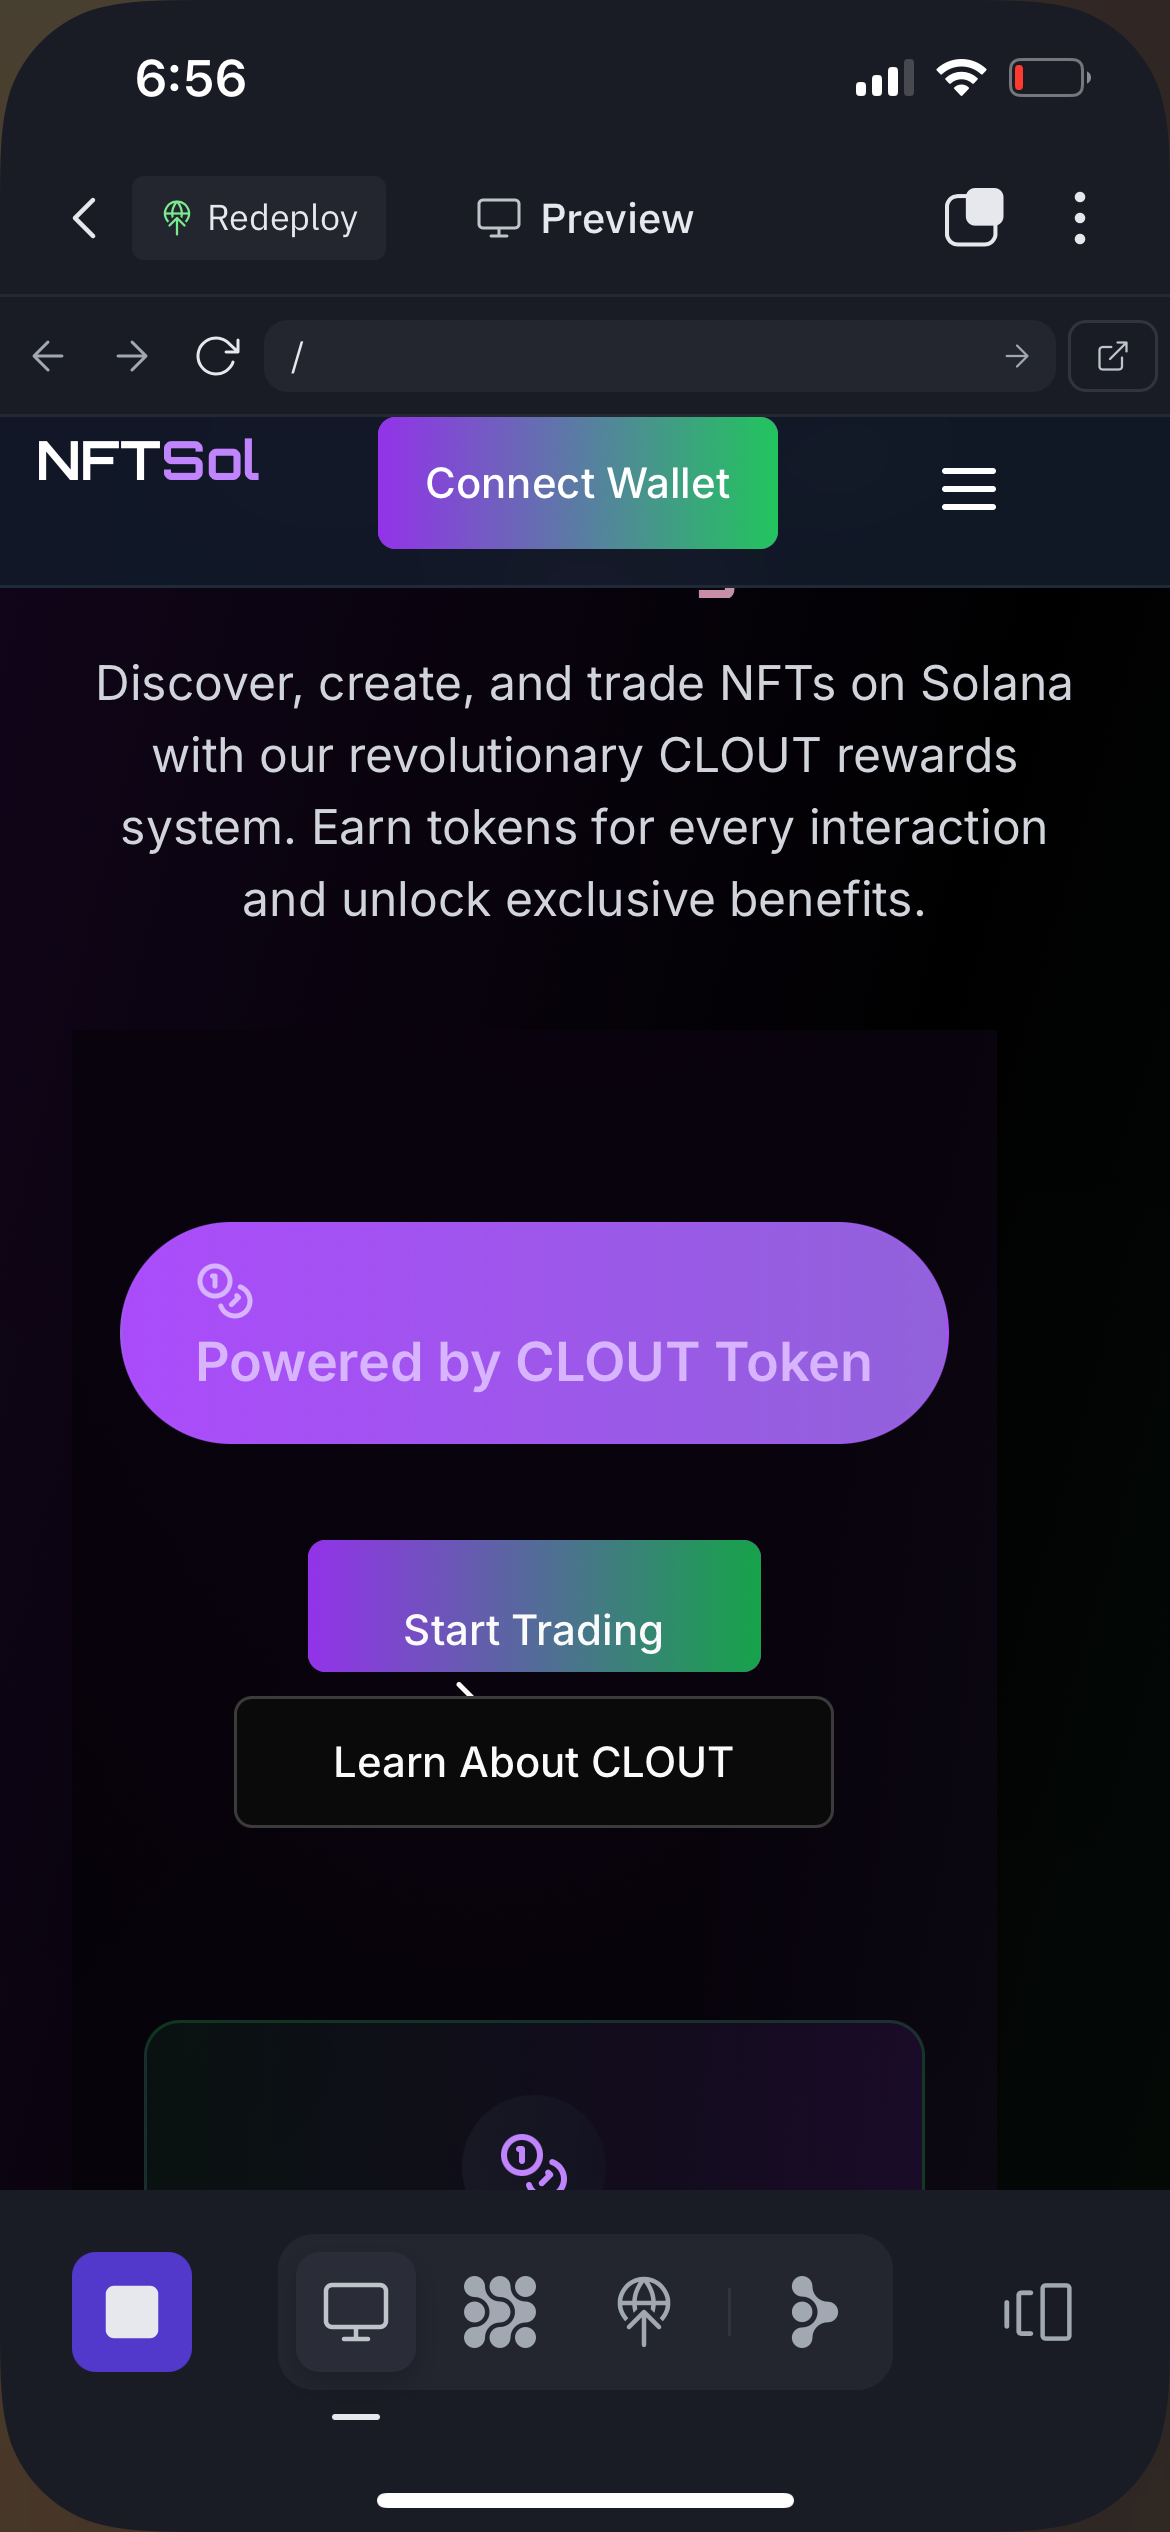 6:56
Redeploy
Preview
/
NFTSol
Connect Wallet
Discover, create, and trade NFTs on Solana
with our revolutionary CLOUT rewards
system. Earn tokens for every interaction
and unlock exclusive benefits.
Powered by CLOUT Token
Start Trading
Learn About CLOUT